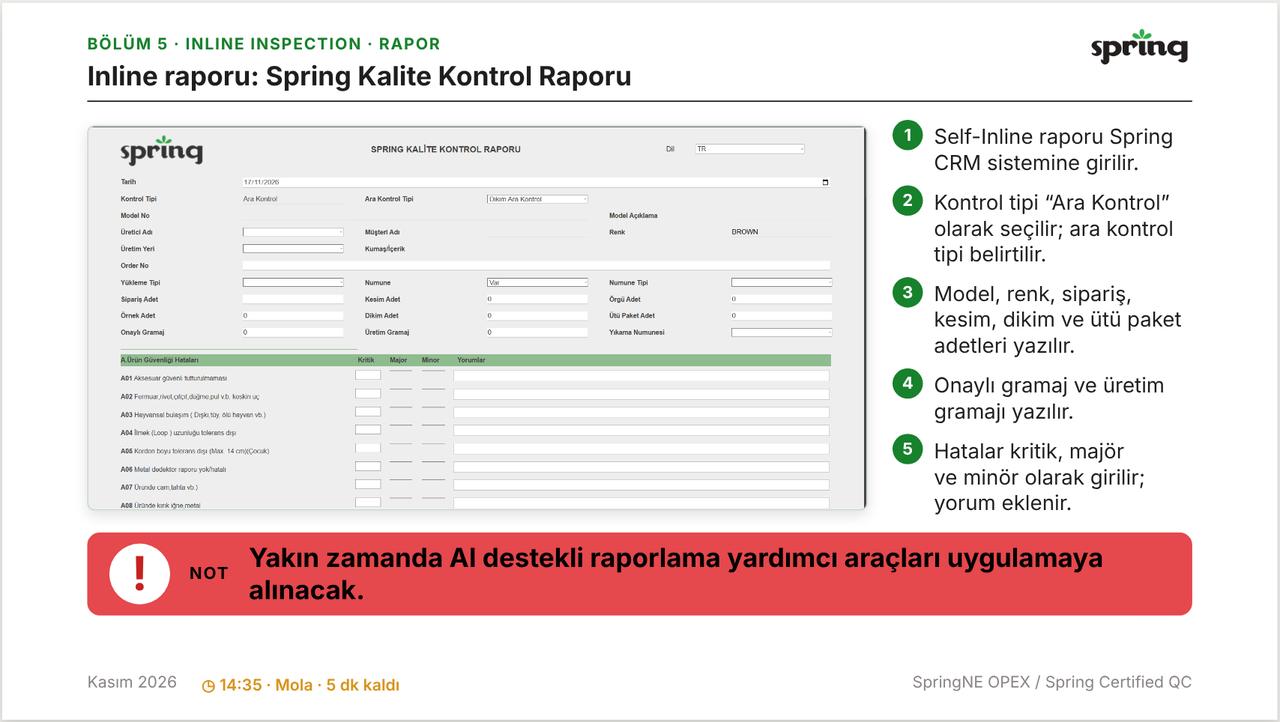 BÖLÜM 5 · INLINE INSPECTION · RAPOR
spring
Inline raporu: Spring Kalite Kontrol Raporu
spring
SPRING KALİTE KONTROL RAPORU
Dil TR
Tarih 17/11/2026
Kontrol Tipi Ara Kontrol Ara Kontrol Tipi Dikim Ara Kontrol
Model No Model Açıklama
Üretici Adı Müşteri Adı Renk BROWN
Üretim Yeri Kumaş/İçerik
Order No
Yükleme Tipi Numune Var Numune Tipi
Sipariş Adet Kesim Adet 0 Örgü Adet 0
Örnek Adet 0 Dikim Adet 0 Ütü Paket Adet 0
Onaylı Gramaj 0 Üretim Gramaj 0 Yıkama Numunesi
A.Ürün Güvenliği Hataları Kritik Major Minor Yorumlar
A01 Aksesuar güvenli tutturulmaması
A02 Fermuar,rivet,çıtçıt,düğme,pul v.b. keskin uç
A03 Hayvansal bulaşım ( Dışkı,tüy, ölü hayvan vb.)
A04 İlmek (Loop ) uzunluğu tolerans dışı
A05 Kordon boyu tolerans dışı (Max. 14 cm)(Çocuk)
A06 Metal dedektor raporu yok/hatalı
A07 Üründe cam,tahta vb.)
A08 Üründe kırık iğne,metal
1 Self-Inline raporu Spring
CRM sistemine girilir.
2 Kontrol tipi “Ara Kontrol”
olarak seçilir; ara kontrol
tipi belirtilir.
3 Model, renk, sipariş,
kesim, dikim ve ütü paket
adetleri yazılır.
4 Onaylı gramaj ve üretim
gramajı yazılır.
5 Hatalar kritik, majör
ve minör olarak girilir;
yorum eklenir.
! NOT Yakın zamanda AI destekli raporlama yardımcı araçları uygulamaya
alınacak.
Kasım 2026 14:35 · Mola · 5 dk kaldı SpringNE OPEX / Spring Certified QC